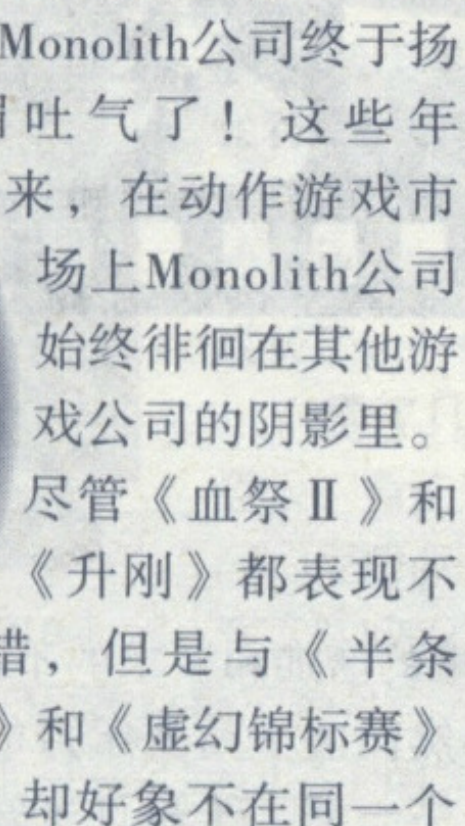 Monolith公司终于扬
眉吐气了！这些年
来，在动作游戏市
场上Monolith公司
始终徘徊在其他游
戏公司的阴影里。
尽管《血祭Ⅱ》和
《升刚》都表现不
错，但是与《半条
》和《虚幻锦标赛》
却好象不在同一个